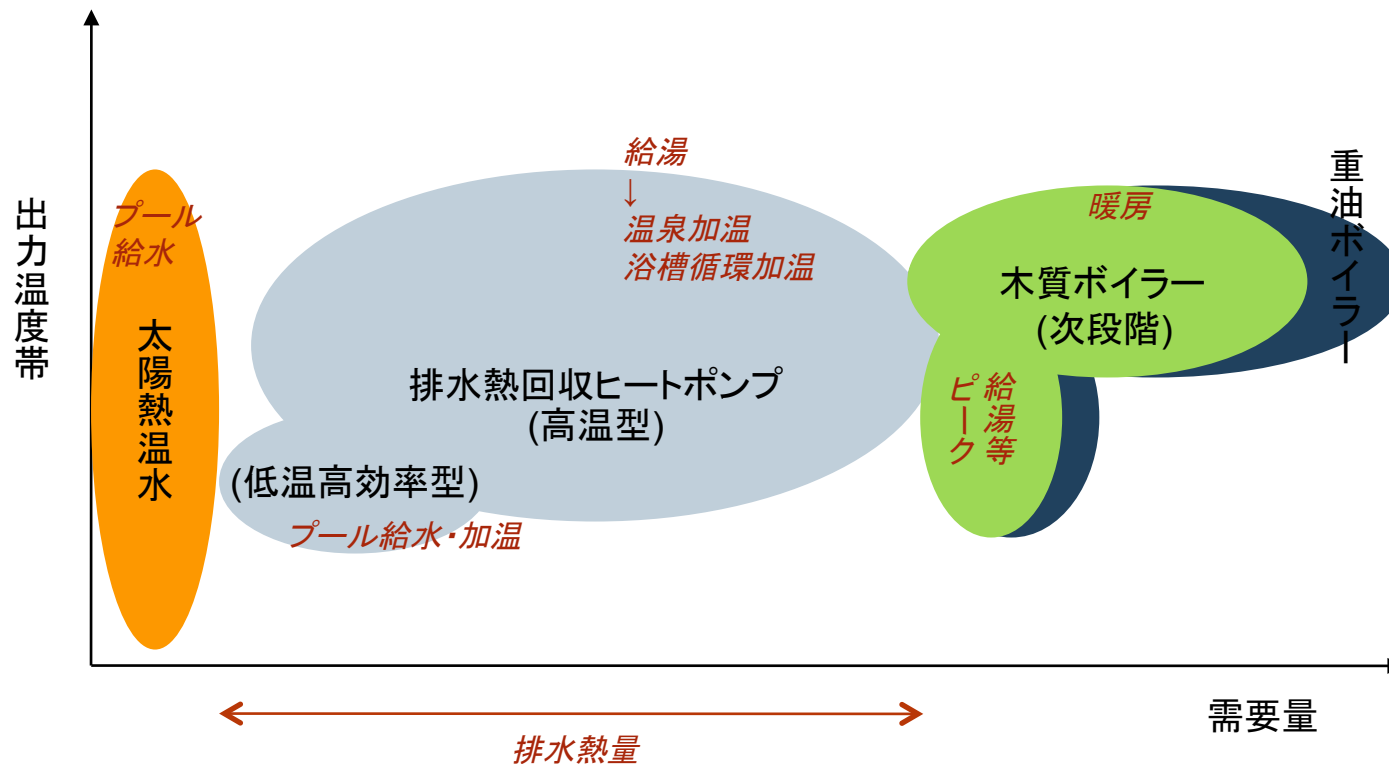 出力温度帯
プール
給水
太陽熱温水
給湯
↓
温泉加温
浴槽循環加温
排水熱回収ヒートポンプ
(高温型)
(低温高効率型)
プール給水・加温
暖房
木質ボイラー
(次段階)
給湯等
ピーク
重油ボイラー
需要量
排水熱量